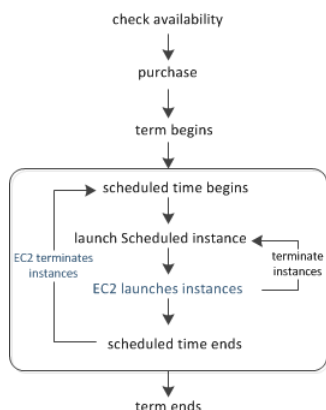 check availability
purchase
term begins
scheduled time begins
launch Scheduled instance
EC2 terminates
instances
terminate
instances
EC2 launches instances
scheduled time ends
term ends